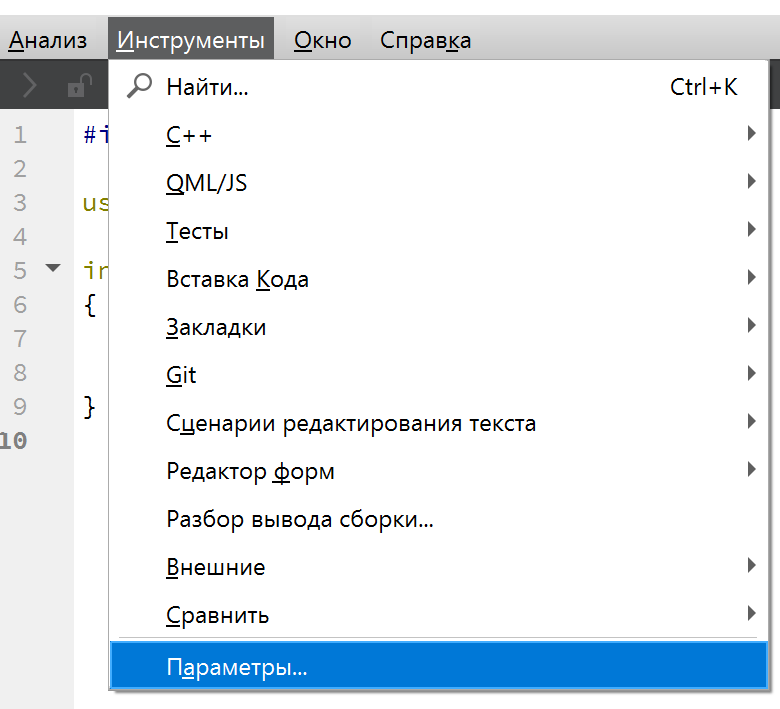 Анализ Инструменты Окно Справка
Найти... Ctrl+K
1 #i
C++
2
QML/JS
3 us
Тесты
4
5 in
Вставка Кода
6 {
Закладки
7
8
Git
9 }
Сценарии редактирования текста
10
Редактор форм
Разбор вывода сборки...
Внешние
Сравнить
Параметры...